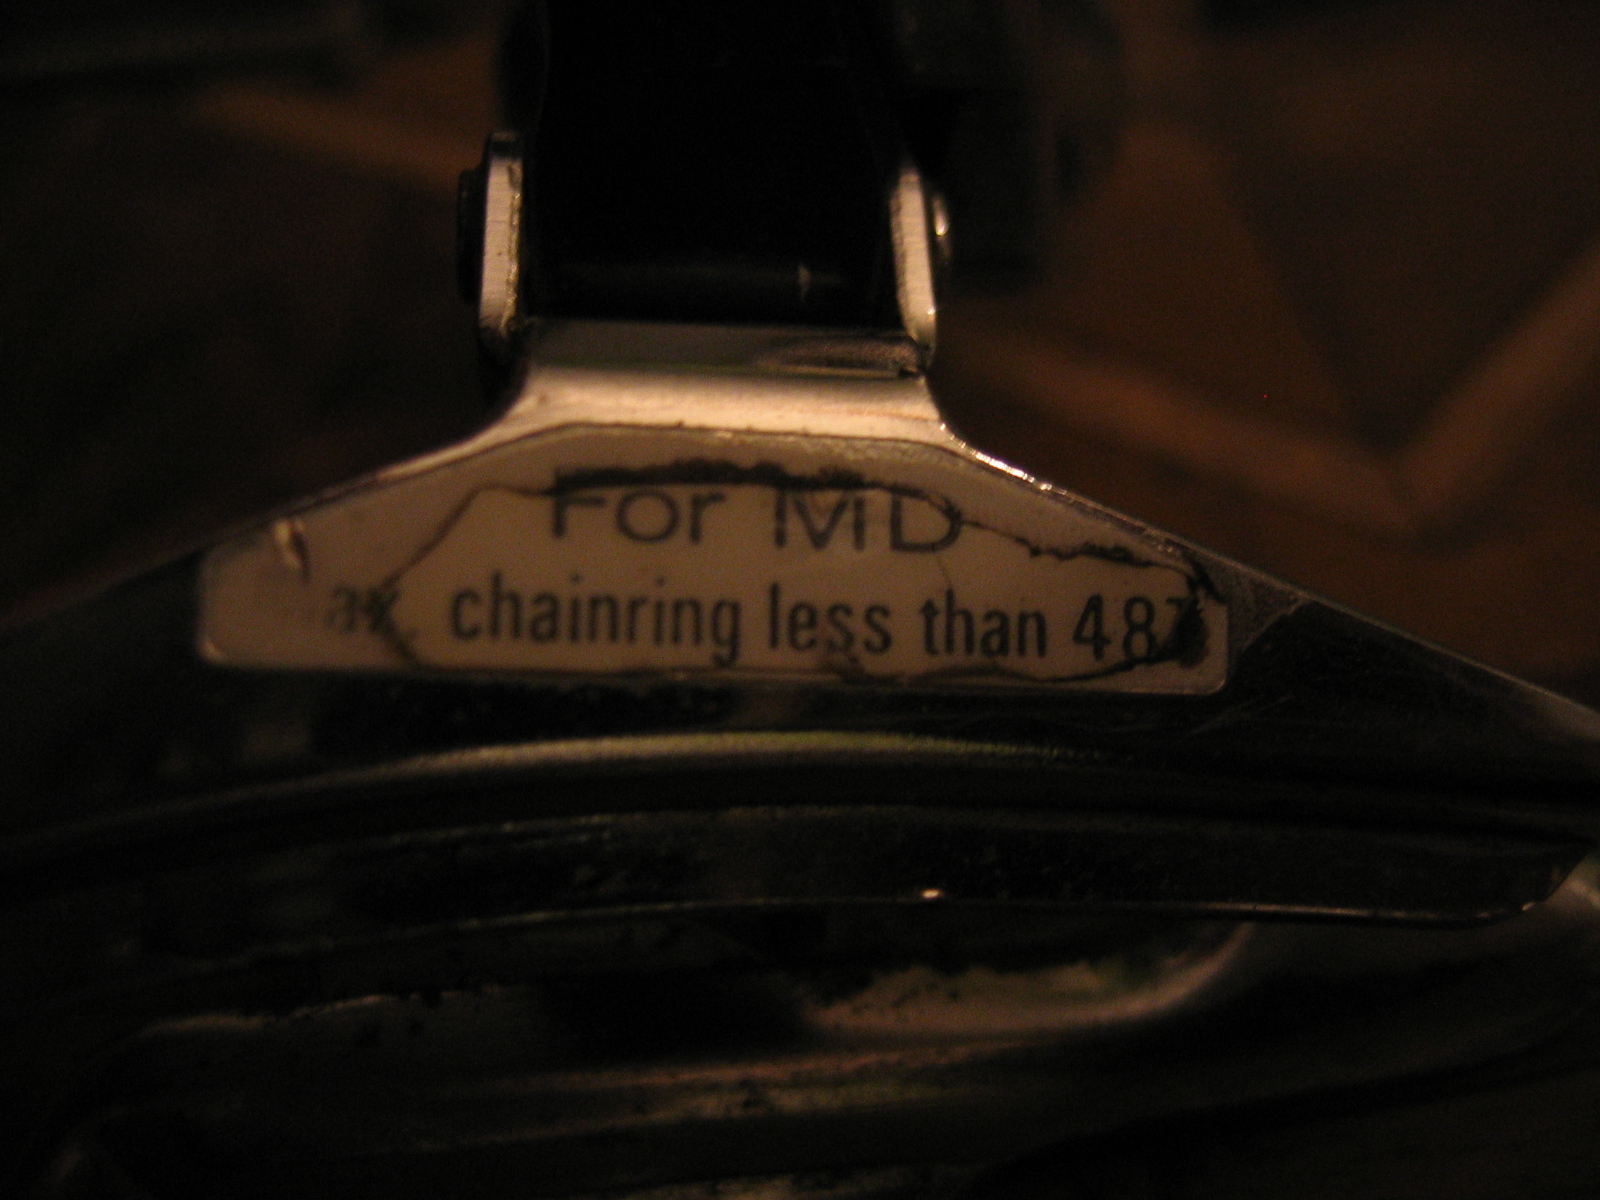 For MD
chainring less than 48T